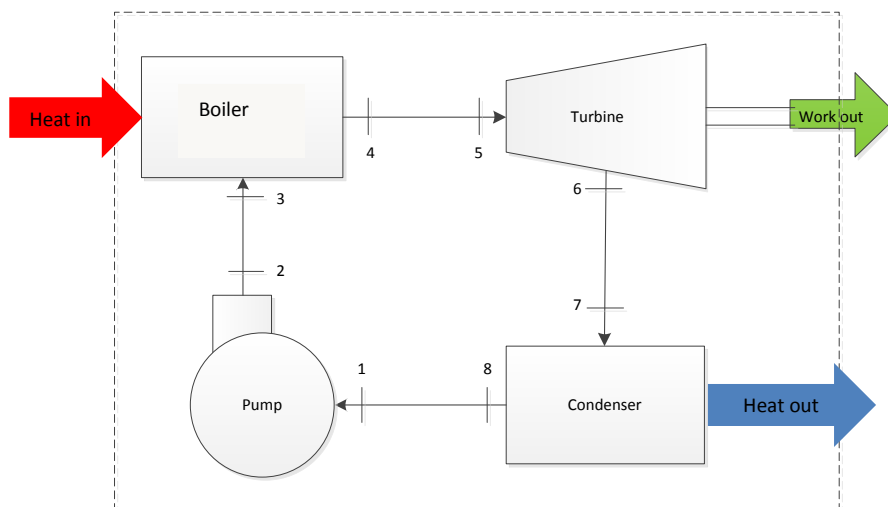 Heat in
Boiler
4
5
Turbine
Work out
3
6
2
7
1
8
Pump
Condenser
Heat out